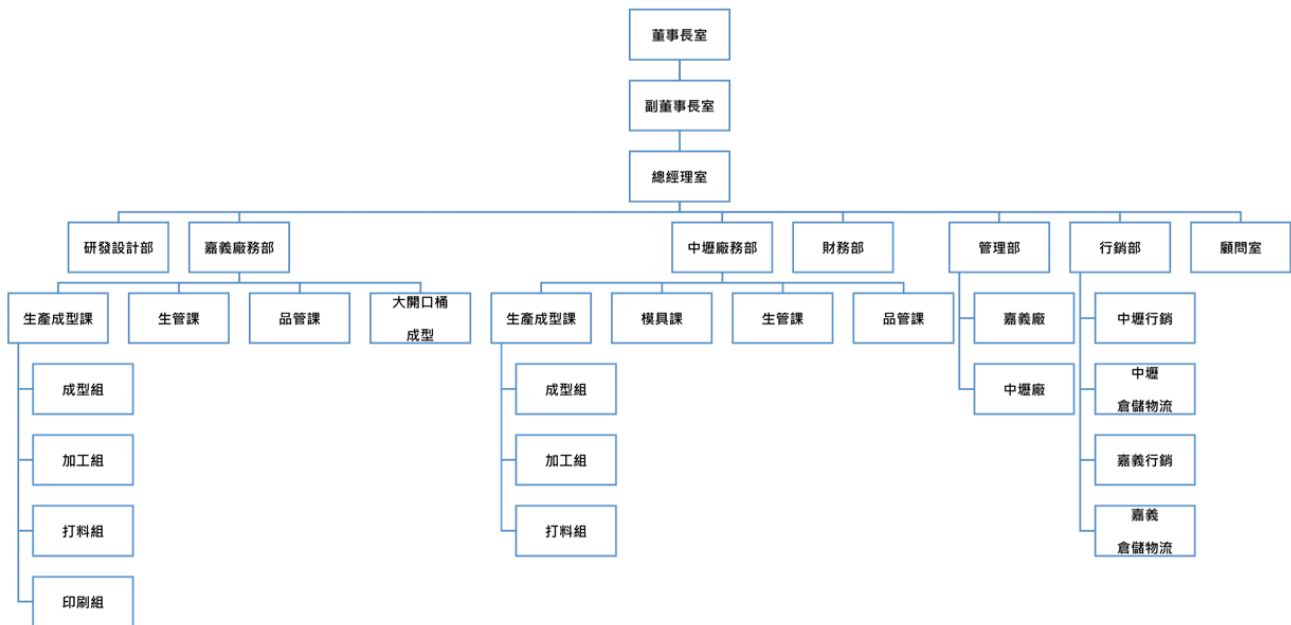 董事長室
副董事長室
總經理室
研發設計部
嘉義廠務部
中壢廠務部
財務部
管理部
行銷部
顧問室
生產成型課
生管課
品管課
大開口桶
成型
生產成型課
模具課
生管課
品管課
嘉義廠
中壢行銷
成型組
成型組
中壢廠
中壢
倉儲物流
加工組
加工組
嘉義行銷
打料組
打料組
嘉義
倉儲物流
印刷組